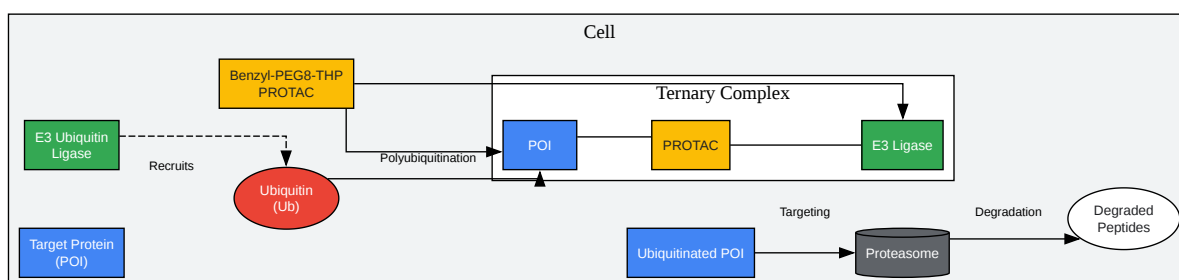 Cell
Benzyl-PEG8-THP
PROTAC
Ternary Complex
E3 Ubiquitin
Ligase
Recruits
Polyubiquitination
POI
PROTAC
E3 Ligase
Ubiquitin
(Ub)
Target Protein
(POI)
Ubiquitinated POI
Targeting
Proteasome
Degradation
Degraded
Peptides